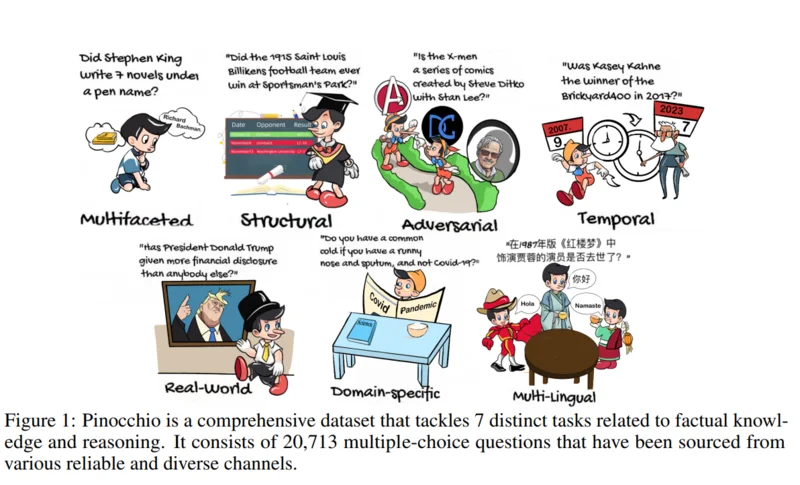 Did Stephen King
write 7 novels under
a pen name?
Richard
Bachman.
Multifaceted
"Did the 1915 Saint Louis
Billikens football team ever
win at Sportsman's Park?"
Date Opponent Result
Structural
"Is the X-men
a series of comics
created by Steve Ditko
with Stan Lee?"
A
DC
Adversarial
"Was Kasey Kahne
the winner of the
Brickyard400 in 2017?"
2007.
9
2023
7
Temporal
"Has President Donald Trump
given more financial disclosure
than anybody else?"
Real-World
"Do you have a common
cold if you have a runny
nose and sputum, and not Covid-19?"
Covid
Pandemic
Domain-specific
"在1987年版《红楼梦》中
饰演贾蓉的演员是否去世了？"
你好
Hola
Namaste
Multi-Lingual
Figure 1: Pinocchio is a comprehensive dataset that tackles 7 distinct tasks related to factual knowl-
edge and reasoning. It consists of 20,713 multiple-choice questions that have been sourced from
various reliable and diverse channels.